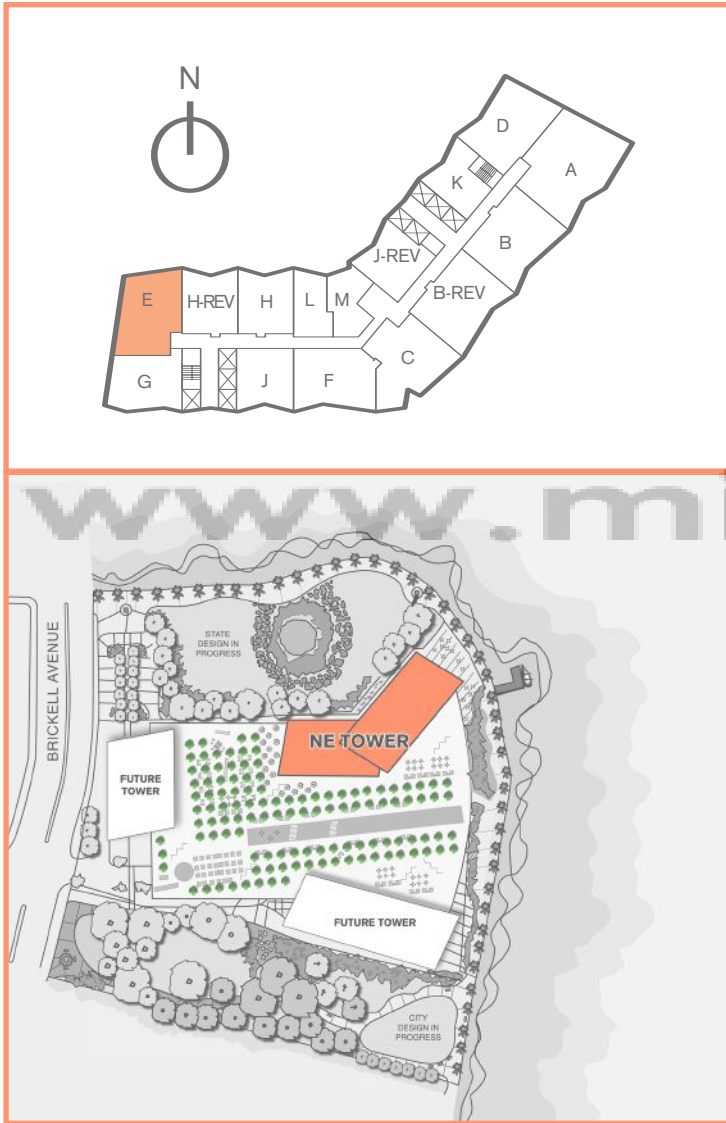 N
D
A
K
B
J-REV
B-REV
E
H-REV
H
L
M
C
G
J
F
www.m
BRICKELL AVENUE
STATE
DESIGN IN
PROGRESS
NE TOWER
FUTURE
TOWER
FUTURE TOWER
CITY
DESIGN IN
PROGRESS